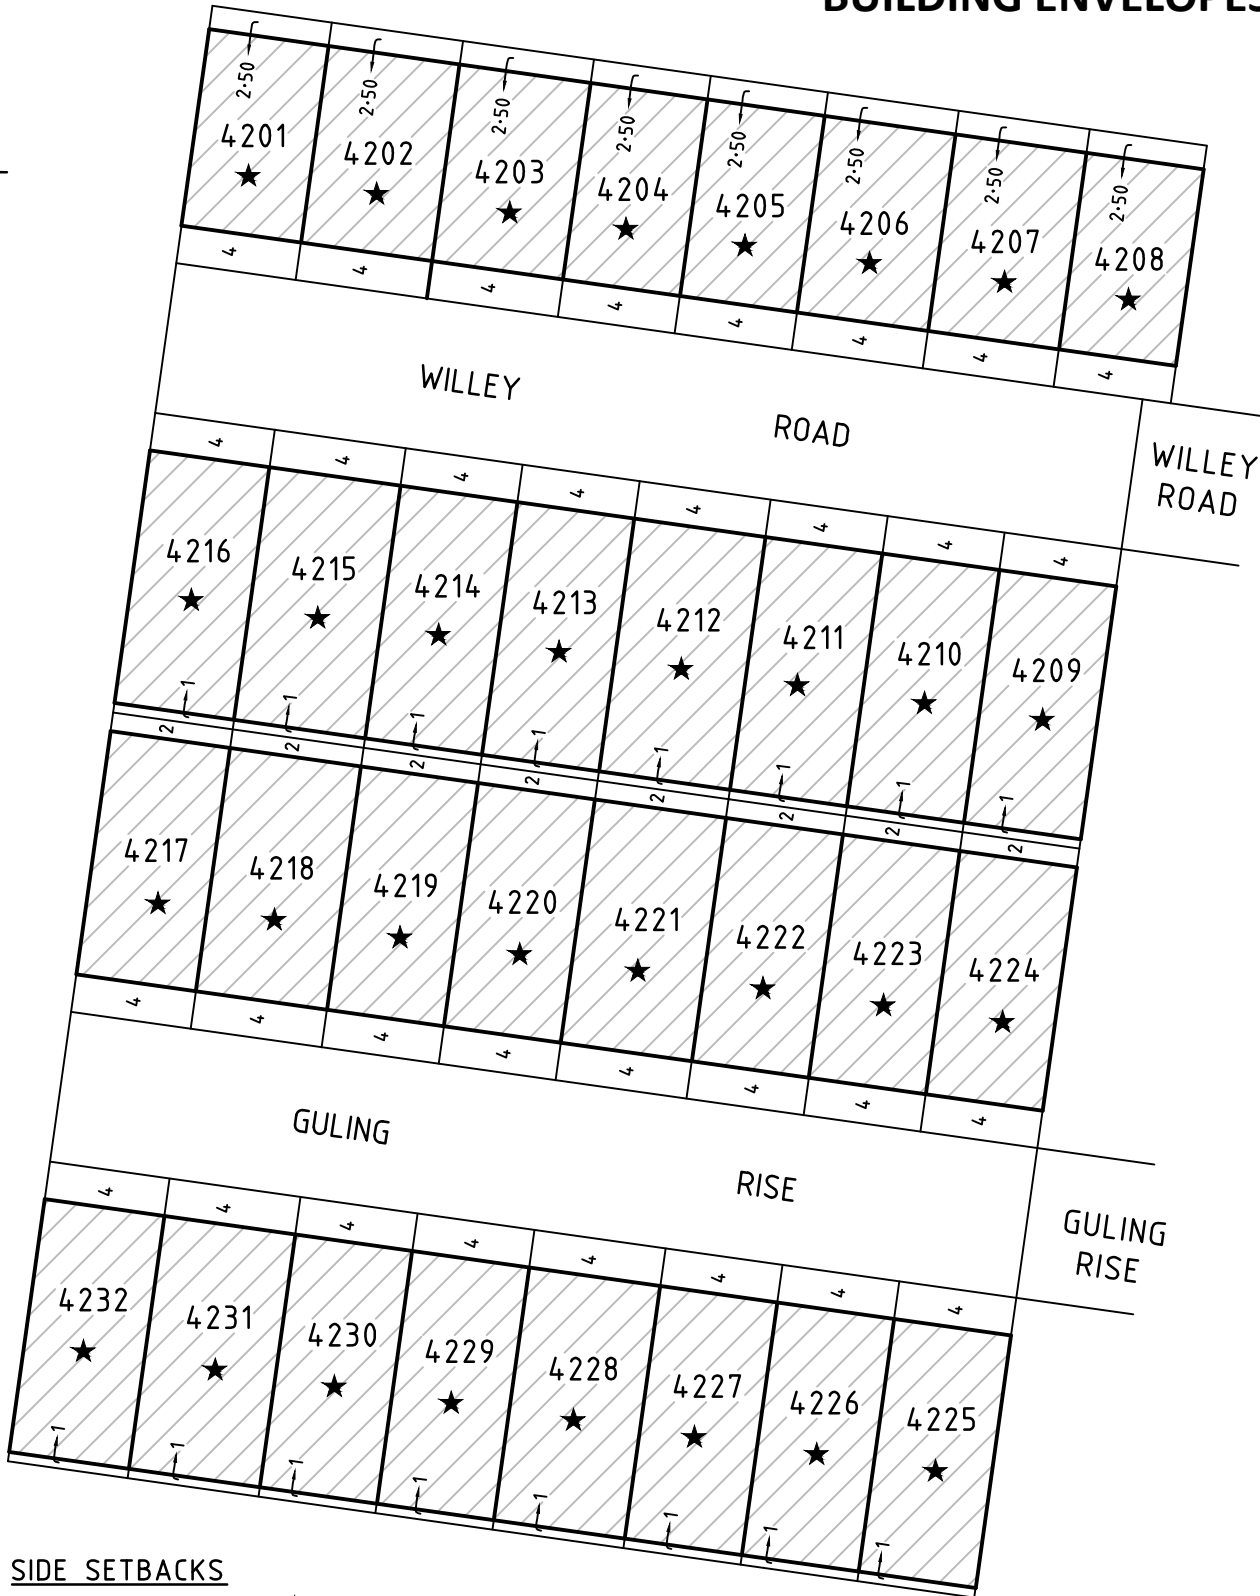 BUILDING ENVELOPES
2·50 2·50 2·50 2·50 2·50 2·50 2·50 2·50
4201 4202 4203 4204 4205 4206 4207 4208
★ ★ ★ ★ ★ ★ ★ ★
4 4 4 4 4 4 4 4
WILLEY ROAD
WILLEY
ROAD
4 4 4 4 4 4 4 4
4216 4215 4214 4213 4212 4211 4210 4209
★ ★ ★ ★ ★ ★ ★ ★
1 1 1 1 1 1 1 1
2 2 2 2 2 2 2 2
4217 4218 4219 4220 4221 4222 4223 4224
★ ★ ★ ★ ★ ★ ★ ★
4 4 4 4 4 4 4 4
GULING RISE
GULING
RISE
4 4 4 4 4 4 4 4
4232 4231 4230 4229 4228 4227 4226 4225
★ ★ ★ ★ ★ ★ ★ ★
1 1 1 1 1 1 1 1
SIDE SETBACKS